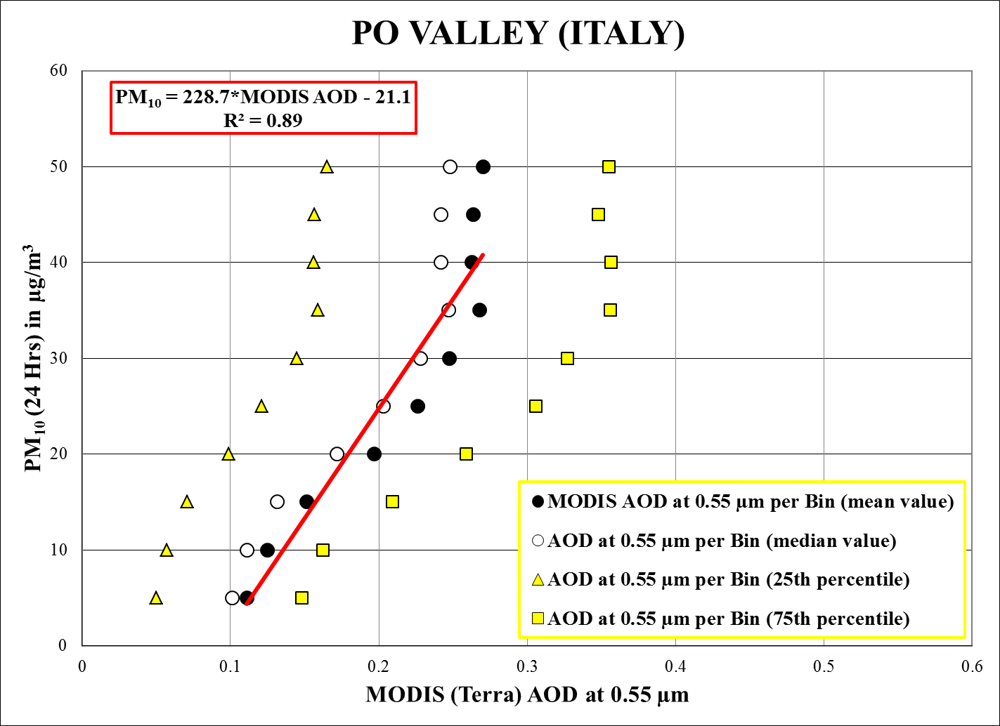 PO VALLEY (ITALY)
PM₁₀ = 228.7*MODIS AOD - 21.1
R² = 0.89
60
50
40
30
20
10
0
PM₁₀ (24 Hrs) in µg/m³
MODIS AOD at 0.55 µm per Bin (mean value)
AOD at 0.55 µm per Bin (median value)
AOD at 0.55 µm per Bin (25th percentile)
AOD at 0.55 µm per Bin (75th percentile)
0 0.1 0.2 0.3 0.4 0.5 0.6
MODIS (Terra) AOD at 0.55 µm